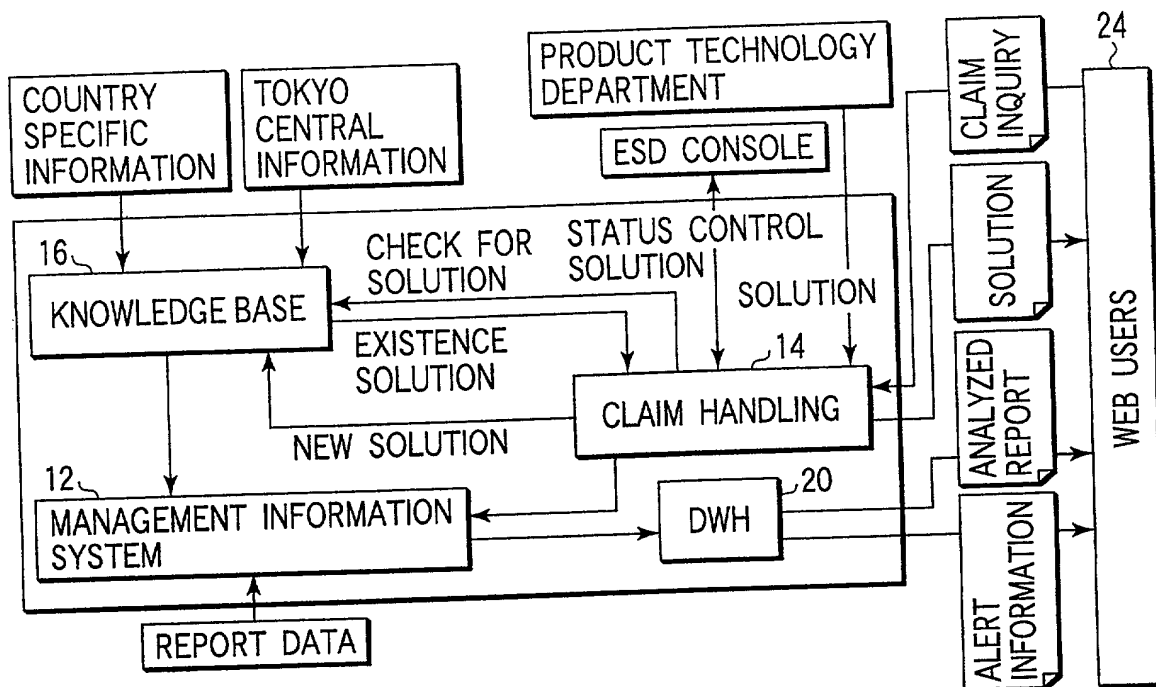 24
PRODUCT TECHNOLOGY
DEPARTMENT
CLAIM
INQUIRY
COUNTRY
SPECIFIC
INFORMATION
TOKYO
CENTRAL
INFORMATION
ESD CONSOLE
16
CHECK FOR
SOLUTION
STATUS CONTROL
SOLUTION
SOLUTION
SOLUTION
KNOWLEDGE BASE
EXISTENCE
SOLUTION
14
CLAIM HANDLING
WEB USERS
NEW SOLUTION
ANALYZED
REPORT
12
MANAGEMENT INFORMATION
SYSTEM
20
DWH
ALERT
INFORMATION
REPORT DATA